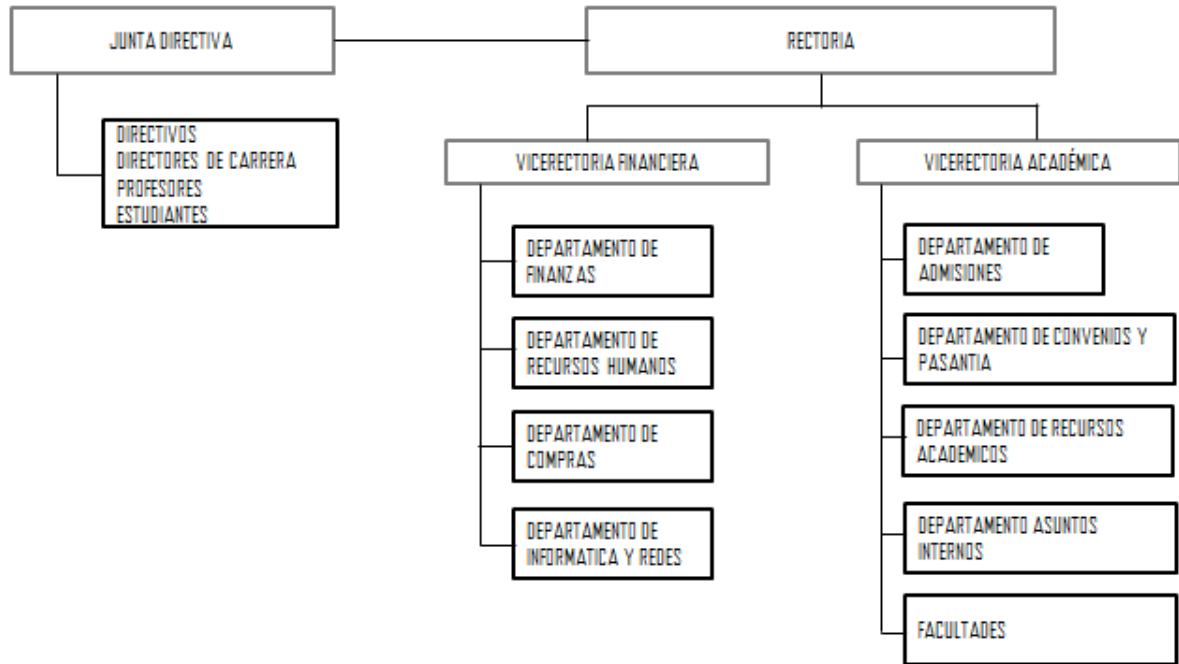 JUNTA DIRECTIVA
RECTORIA
DIRECTIVOS
DIRECTORES DE CARRERA
PROFESORES
ESTUDIANTES
VICERECTORIA FINANCIERA
VICERECTORIA ACADÉMICA
DEPARTAMENTO DE
FINANZAS
DEPARTAMENTO DE
RECURSOS HUMANOS
DEPARTAMENTO DE
COMPRAS
DEPARTAMENTO DE
INFORMATICA Y REDES
DEPARTAMENTO DE
ADMISIONES
DEPARTAMENTO DE CONVENIOS Y
PASANTIA
DEPARTAMENTO DE RECURSOS
ACADEMICOS
DEPARTAMENTO ASUNTOS
INTERNOS
FACULTADES